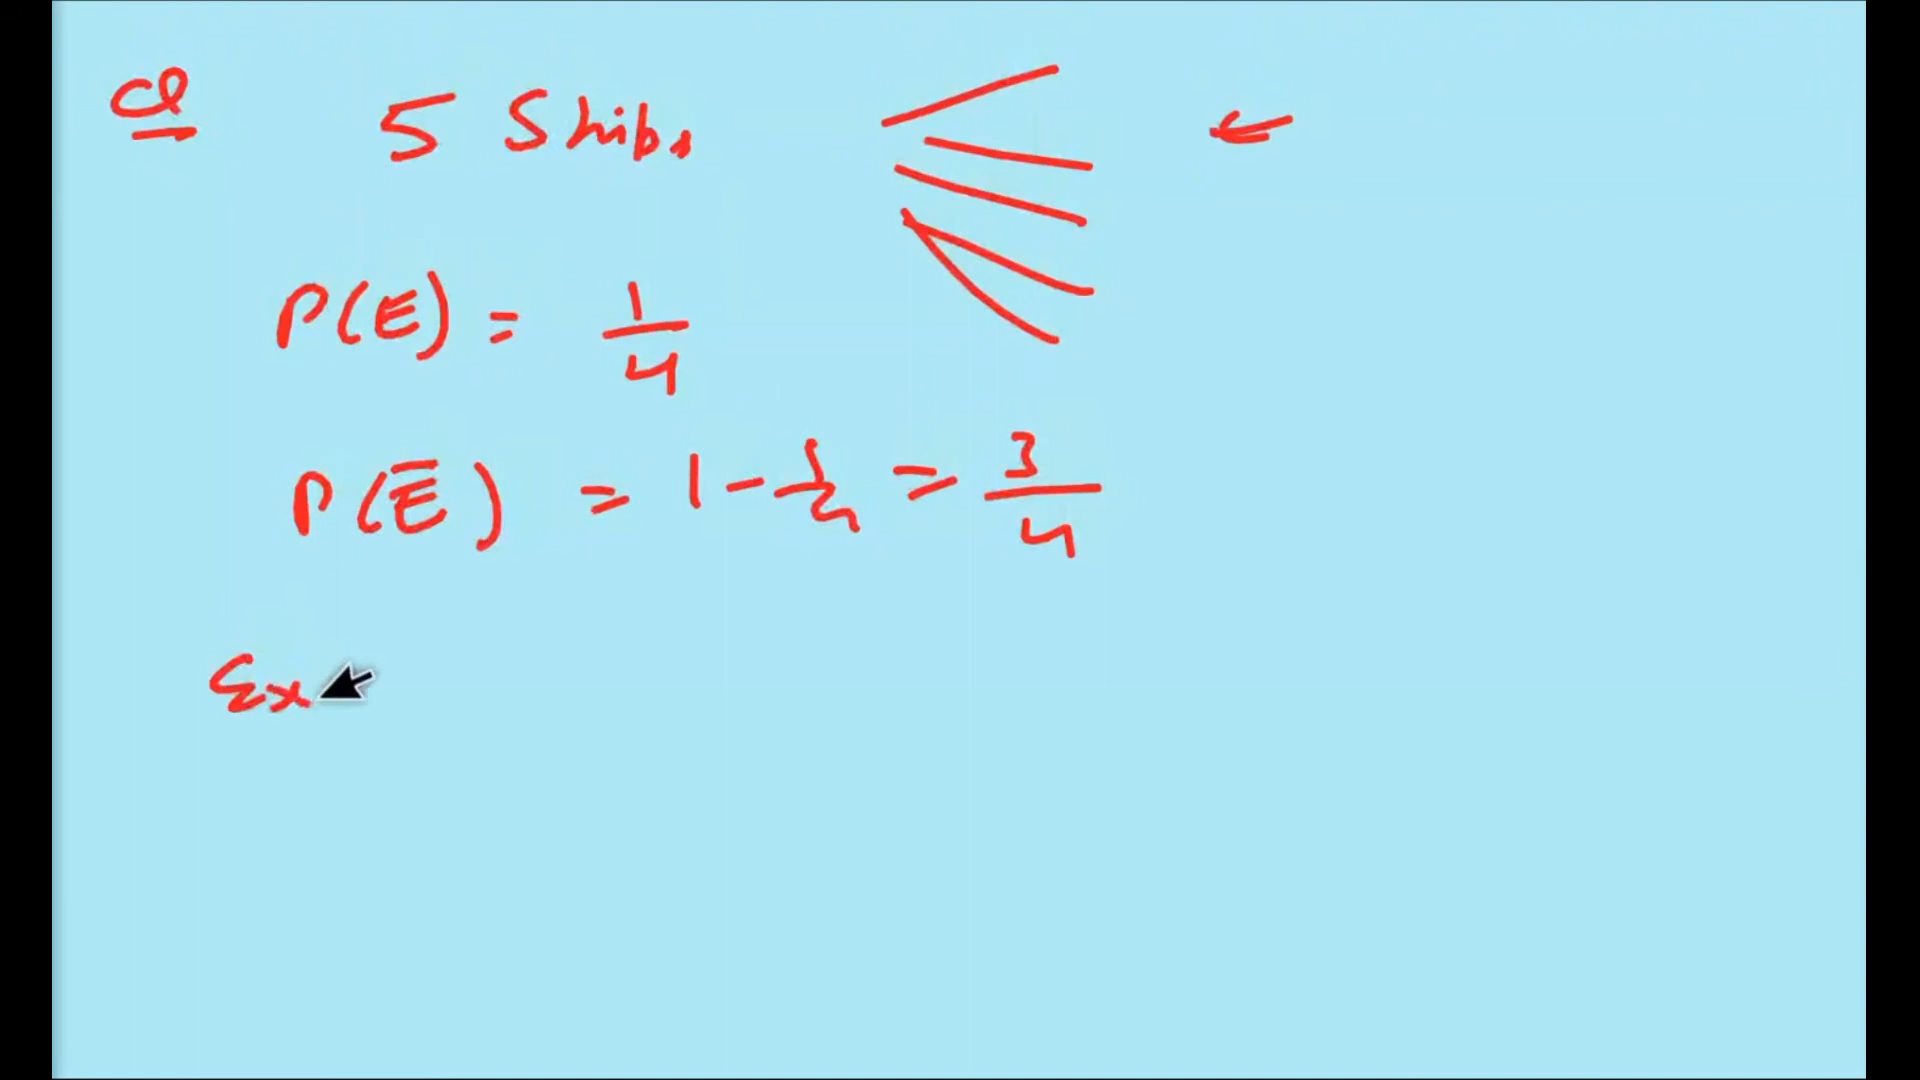 Q 5 Ships
P(E) = 1/4
P(Ē) = 1 - 1/4 = 3/4
Ex